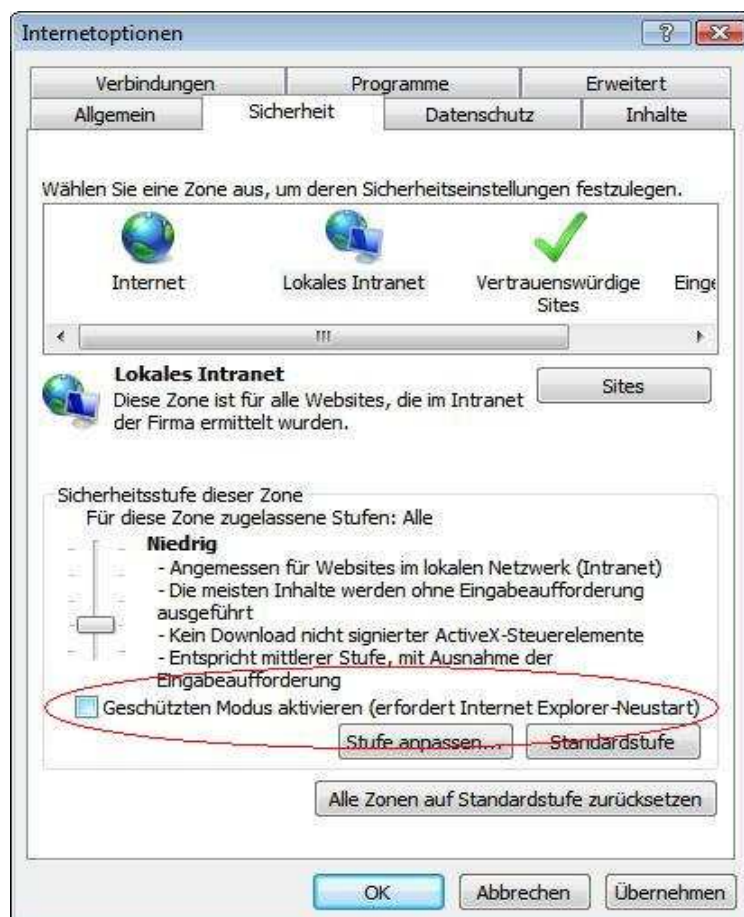 Internetoptionen
Verbindungen Programme Erweitert
Allgemein Sicherheit Datenschutz Inhalte
Wählen Sie eine Zone aus, um deren Sicherheitseinstellungen festzulegen.
Internet Lokales Intranet Vertrauenswürdige Einge
Sites
Lokales Intranet
Sites
Diese Zone ist für alle Websites, die im Intranet
der Firma ermittelt wurden.
Sicherheitsstufe dieser Zone
Für diese Zone zugelassene Stufen: Alle
Niedrig
- Angemessen für Websites im lokalen Netzwerk (Intranet)
- Die meisten Inhalte werden ohne Eingabeaufforderung
ausgeführt
- Kein Download nicht signierter ActiveX-Steuerelemente
- Entspricht mittlerer Stufe, mit Ausnahme der
Eingabeaufforderung
Geschützten Modus aktivieren (erfordert Internet Explorer-Neustart)
Stufe anpassen... Standardstufe
Alle Zonen auf Standardstufe zurücksetzen
OK Abbrechen Übernehmen